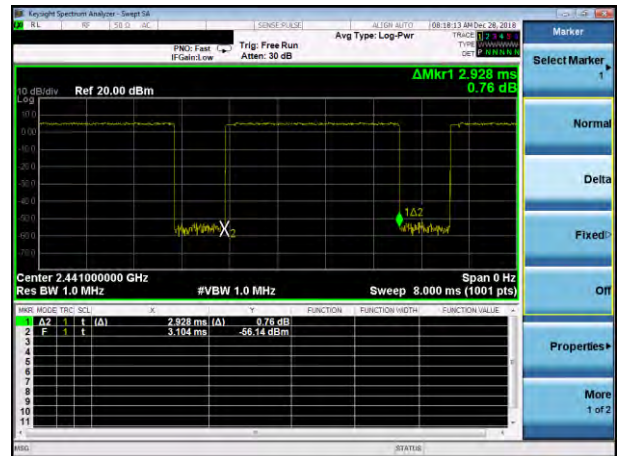 Keysight Spectrum Analyzer - Swept SA
RL RF 50 Ω AC SENSE:PULSE ALIGN AUTO 08:18:13 AM Dec 28, 2018
Marker
PNO: Fast Trig: Free Run Avg Type: Log-Pwr TRACE 1 2 3 4 5 6
IFGain:Low Atten: 30 dB TYPE WWWWWW
DET P N N N N N
Select Marker
1
ΔMkr1 2.928 ms
0.76 dB
10 dB/div Ref 20.00 dBm
Log
10.0
0.00
-10.0
-20.0
-30.0
-40.0
-50.0
-60.0
-70.0
1Δ2
X2
Normal
Delta
Fixed
Off
Center 2.441000000 GHz Span 0 Hz
Res BW 1.0 MHz #VBW 1.0 MHz Sweep 8.000 ms (1001 pts)
MKR MODE TRC SCL X Y FUNCTION FUNCTION WIDTH FUNCTION VALUE
1 Δ2 1 t (Δ) 2.928 ms (Δ) 0.76 dB
2 F 1 t 3.104 ms -56.14 dBm
3
4
5
6
7
8
9
10
11
Properties
More
1 of 2
MSG STATUS